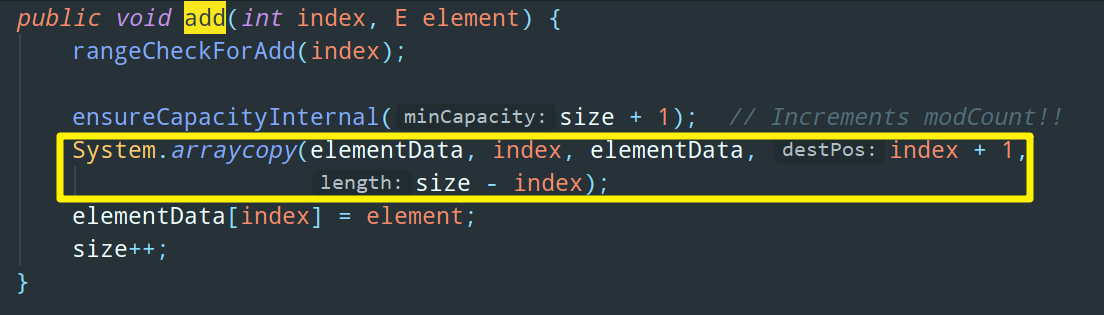 public void add(int index, E element) {
rangeCheckForAdd(index);
ensureCapacityInternal( minCapacity: size + 1);  // Increments modCount!!
System.arraycopy(elementData, index, elementData, destPos: index + 1,
length: size - index);
elementData[index] = element;
size++;
}